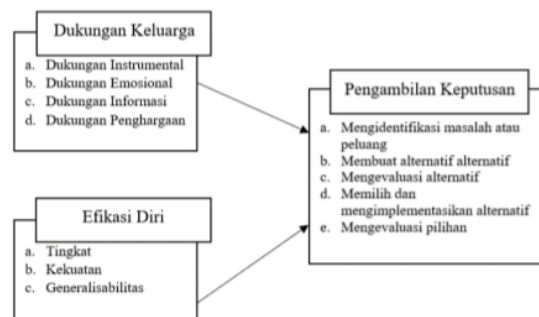 Dukungan Keluarga
a. Dukungan Instrumental
b. Dukungan Emosional
c. Dukungan Informasi
d. Dukungan Penghargaan
Efikasi Diri
a. Tingkat
b. Kekuatan
c. Generalisabilitas
Pengambilan Keputusan
a. Mengidentifikasi masalah atau
peluang
b. Membuat alternatif alternatif
c. Mengevaluasi alternatif
d. Memilih dan
mengimplementasikan alternatif
e. Mengevaluasi pilihan